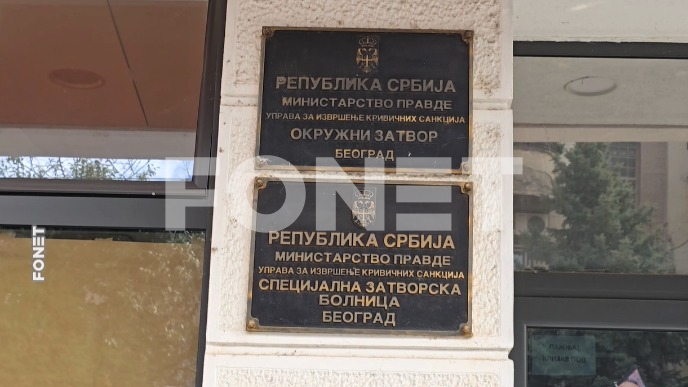 РЕПУБЛИКА СРБИЈА
МИНИСТАРСТВО ПРАВДЕ
УПРАВА ЗА ИЗВРШЕЊЕ КРИВИЧНИХ САНКЦИЈА
ОКРУЖНИ ЗАТВОР
БЕОГРАД
FONET
FONET
РЕПУБЛИКА СРБИЈА
МИНИСТАРСТВО ПРАВДЕ
УПРАВА ЗА ИЗВРШЕЊЕ КРИВИЧНИХ САНКЦИЈА
СПЕЦИЈАЛНА ЗАТВОРСКА
БОЛНИЦА
БЕОГРАД